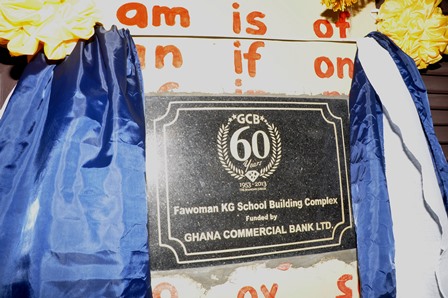 am is of
an if on
GCB
60
Years
1953 - 2013
Fawoman KG School Building Complex
Funded by
GHANA COMMERCIAL BANK LTD.